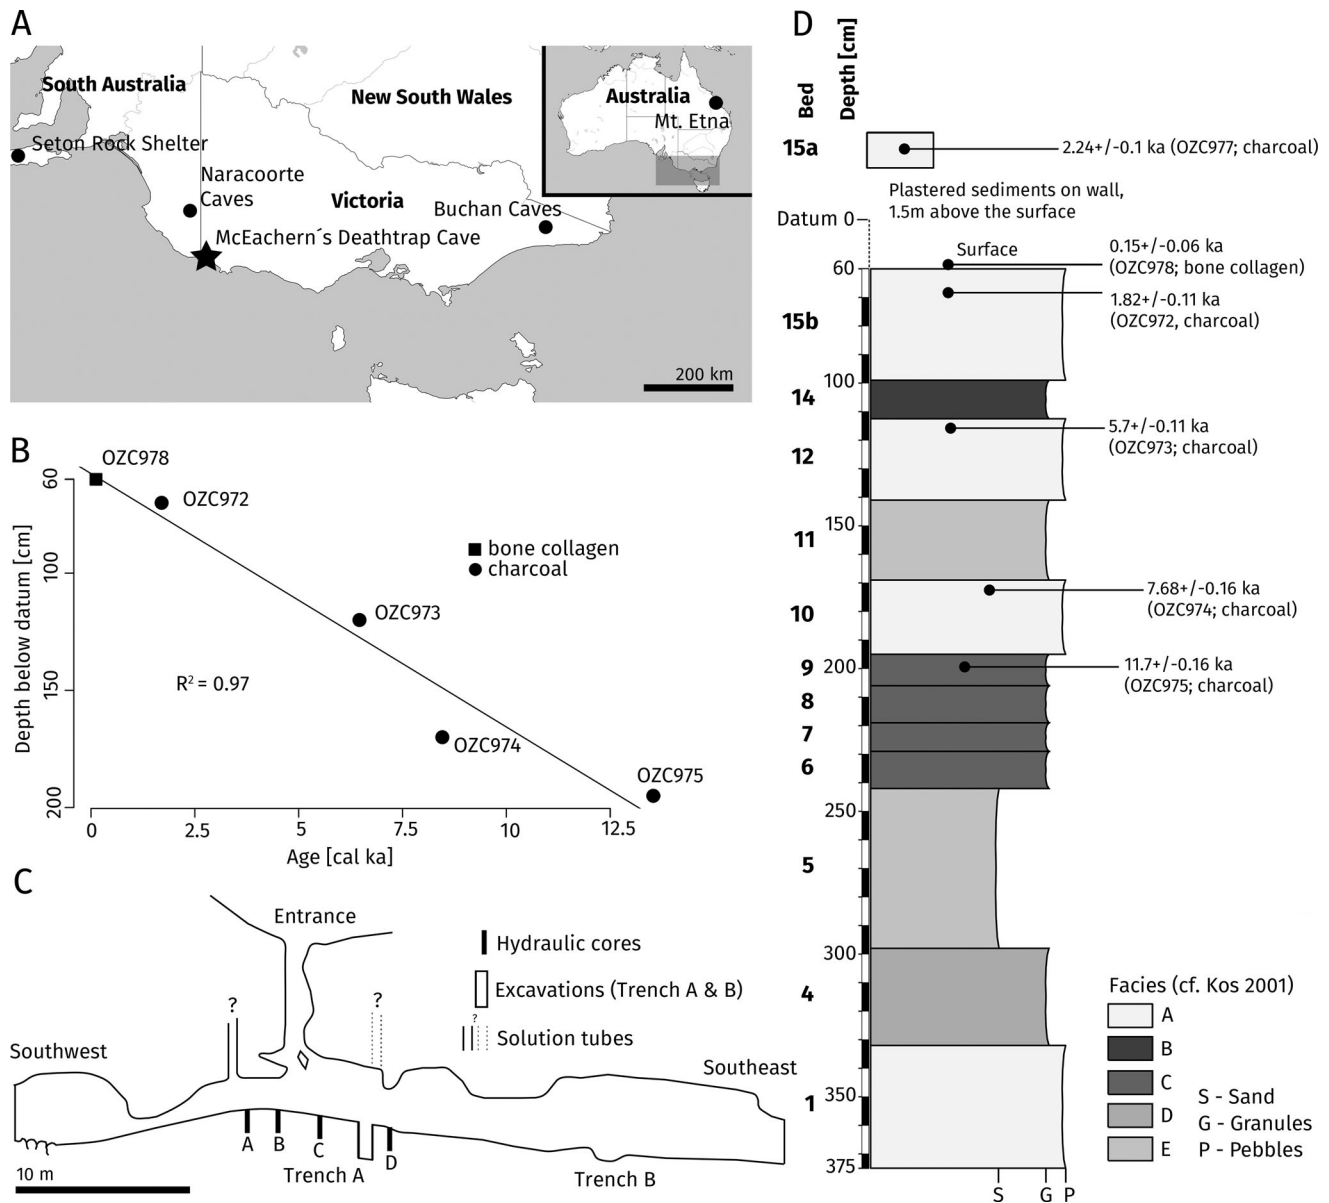 A
South Australia
New South Wales
Australia
Mt. Etna
Seton Rock Shelter
Naracoorte
Caves
Victoria
Buchan Caves
McEachern´s Deathtrap Cave
200 km
B
OZC978
60
OZC972
bone collagen
charcoal
100
OZC973
R² = 0.97
150
OZC974
OZC975
200
Depth below datum [cm]
0
2.5
5
7.5
10
12.5
Age [cal ka]
C
Entrance
Hydraulic cores
Excavations (Trench A & B)
?
Solution tubes
?
?
Southwest
Southeast
A
B
C
D
Trench A
Trench B
10 m
D
Bed
Depth [cm]
15a
2.24+/-0.1 ka (OZC977; charcoal)
Plastered sediments on wall,
1.5m above the surface
Datum 0
Surface
0.15+/-0.06 ka
(OZC978; bone collagen)
60
1.82+/-0.11 ka
(OZC972, charcoal)
15b
100
14
5.7+/-0.11 ka
(OZC973; charcoal)
12
150
11
7.68+/-0.16 ka
(OZC974; charcoal)
10
9
200
11.7+/-0.16 ka
(OZC975; charcoal)
8
7
6
250
5
300
4
350
1
375
S
G
P
Facies (cf. Kos 2001)
A
B
C
D
E
S - Sand
G - Granules
P - Pebbles